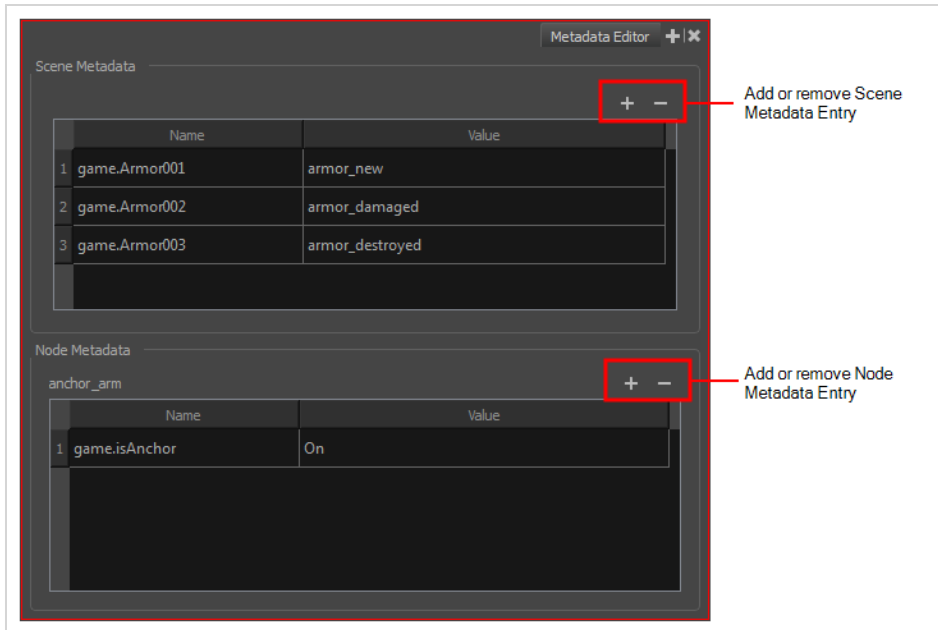 Metadata Editor
Scene Metadata
Add or remove Scene
Metadata Entry
Name Value
1 game.Armor001 armor_new
2 game.Armor002 armor_damaged
3 game.Armor003 armor_destroyed
Node Metadata
anchor_arm
Add or remove Node
Metadata Entry
Name Value
1 game.isAnchor On